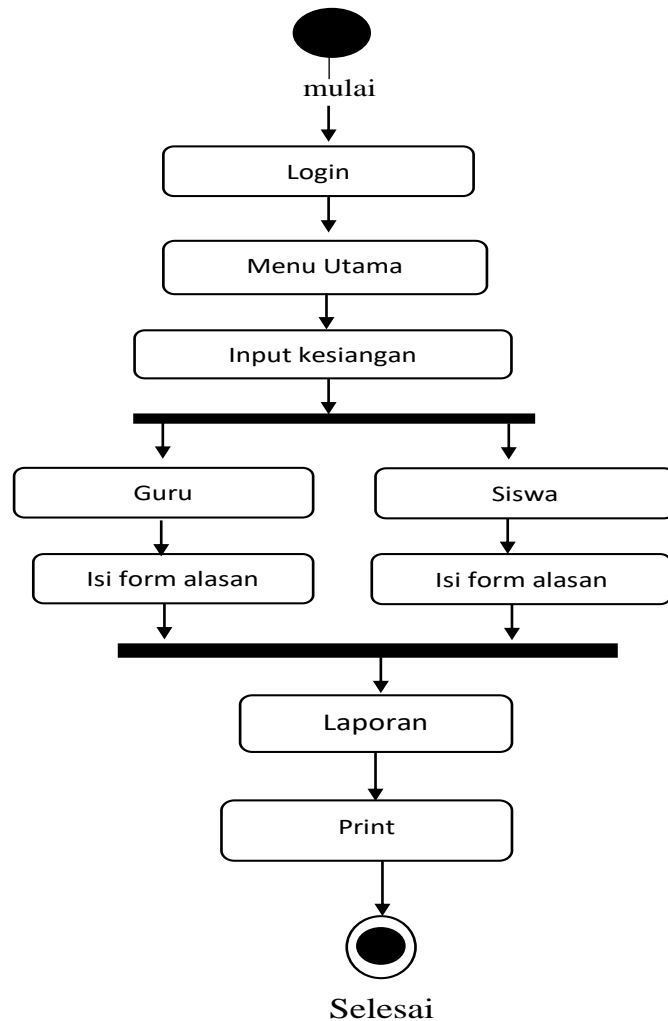 mulai
Login
Menu Utama
Input kesiangan
Guru
Siswa
Isi form alasan
Isi form alasan
Laporan
Print
Selesai